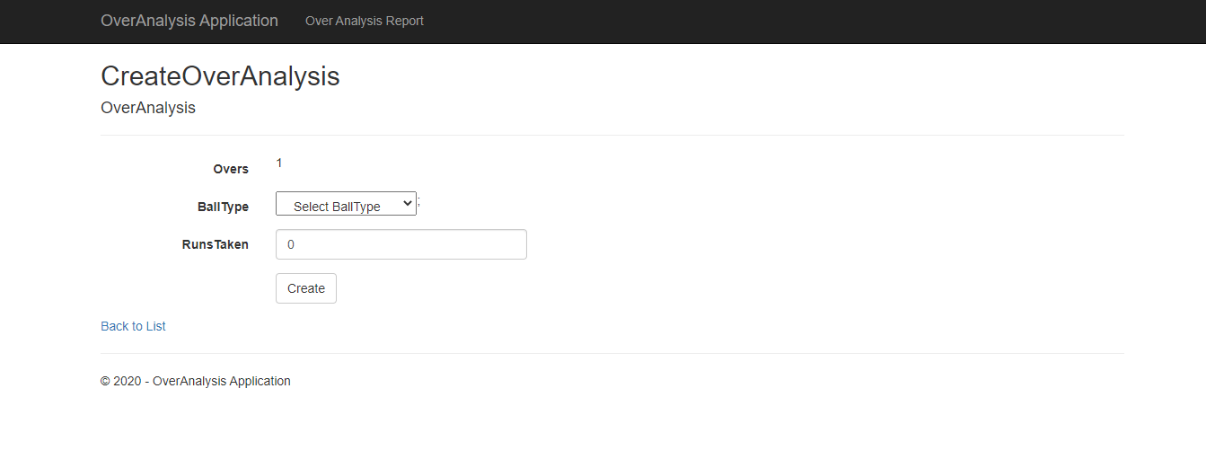 OverAnalysis Application Over Analysis Report
CreateOverAnalysis
OverAnalysis
Overs 1
BallType Select BallType ;
RunsTaken 0
Create
Back to List
© 2020 - OverAnalysis Application